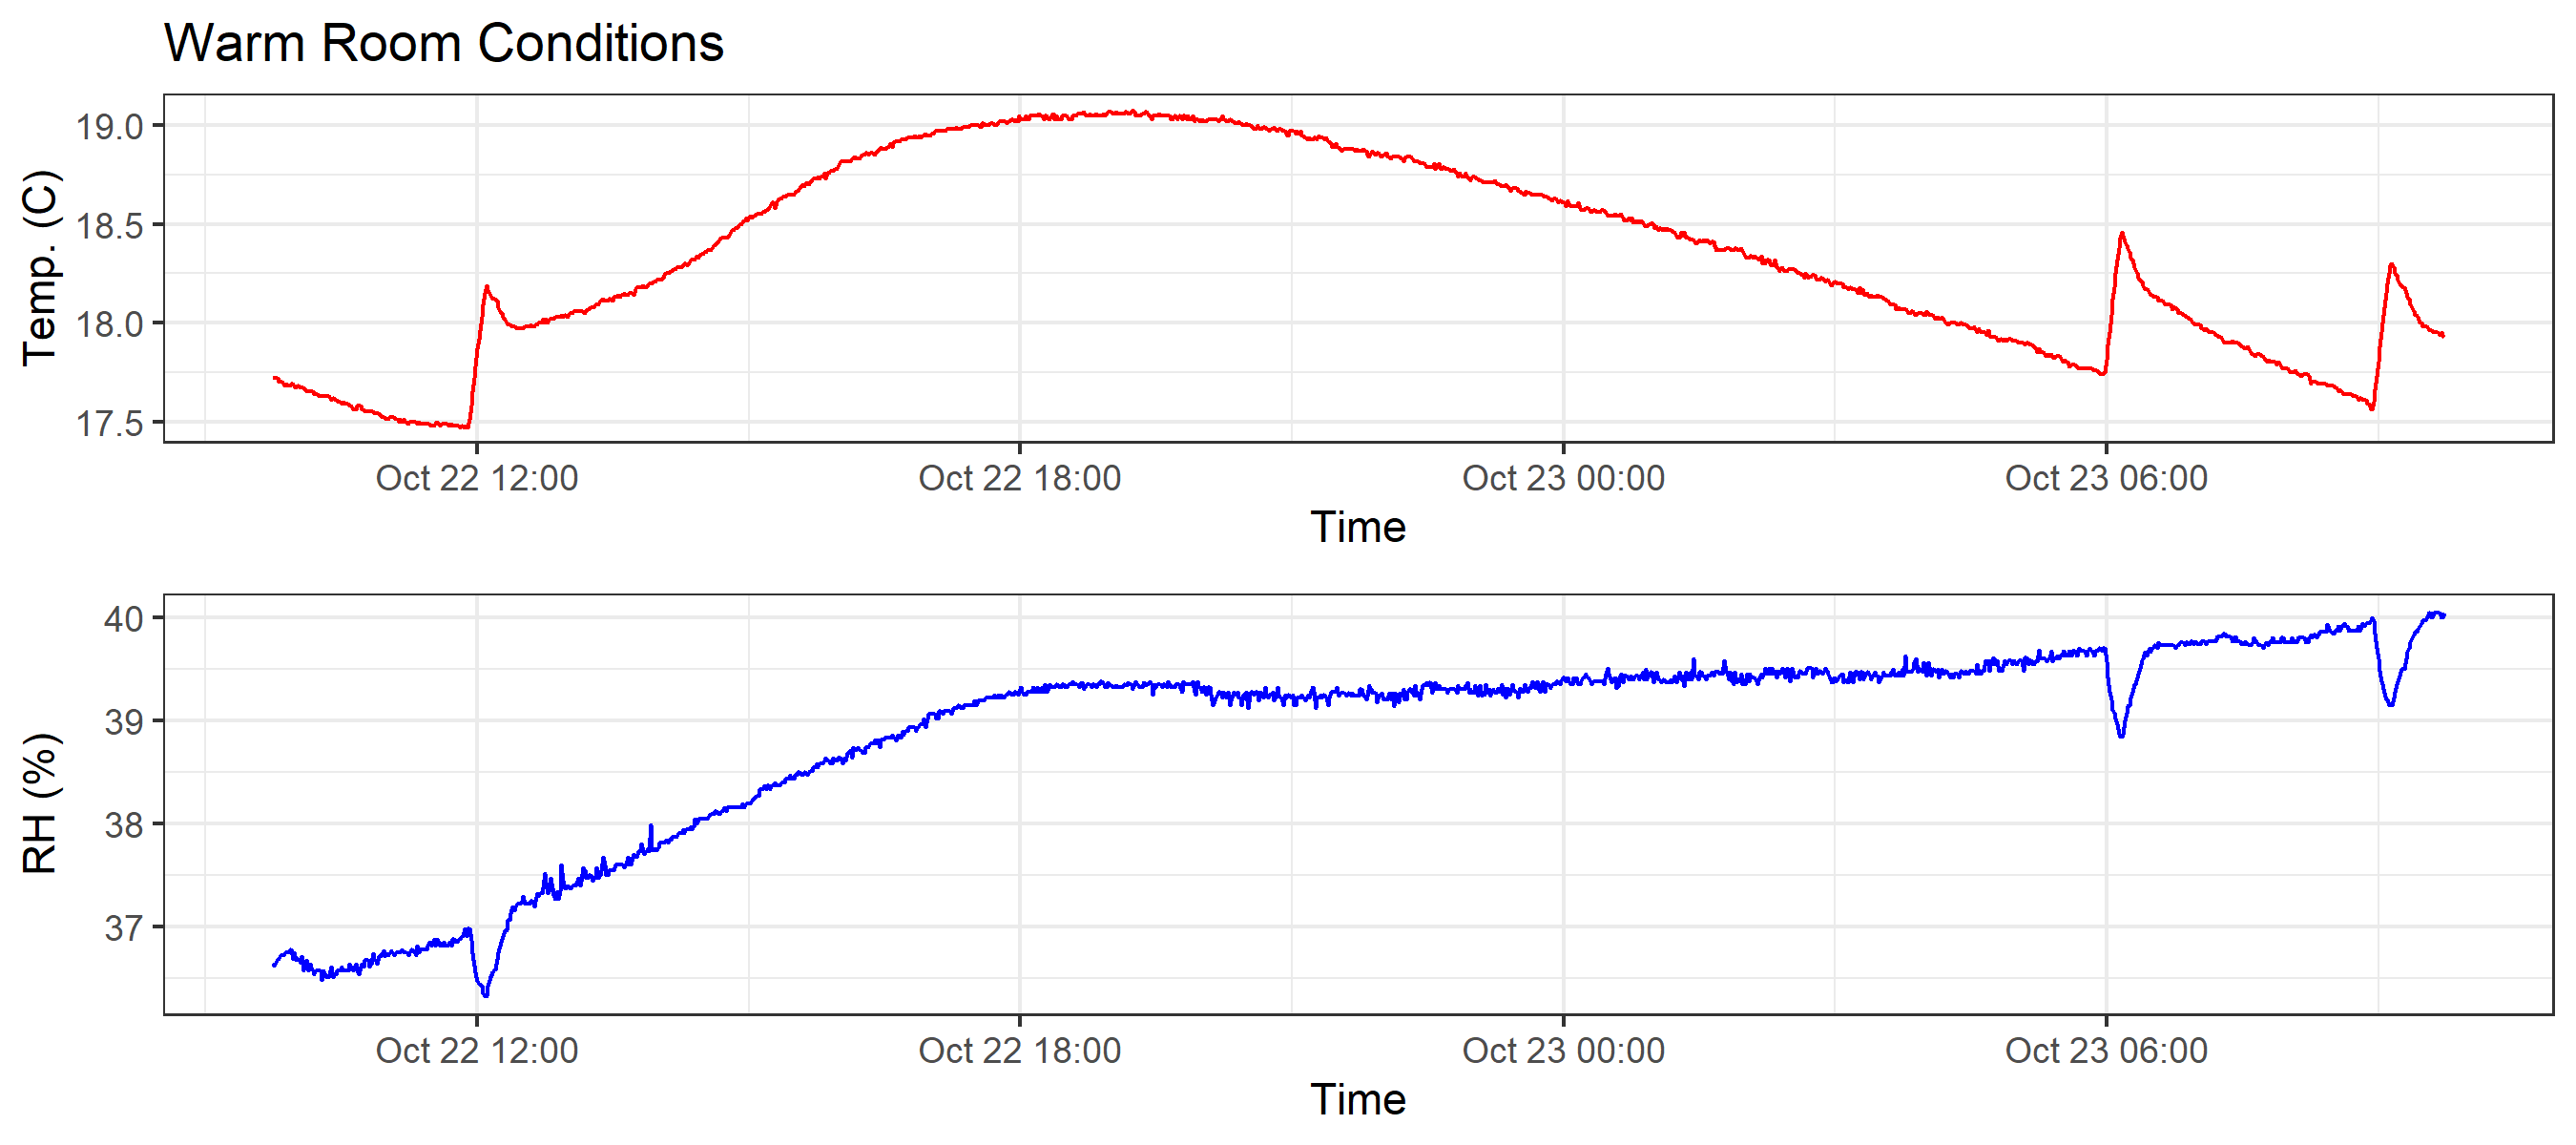 Warm Room Conditions
Temp. (C)
19.0
18.5
18.0
17.5
Oct 22 12:00 Oct 22 18:00 Oct 23 00:00 Oct 23 06:00
Time
RH (%)
40
39
38
37
Oct 22 12:00 Oct 22 18:00 Oct 23 00:00 Oct 23 06:00
Time